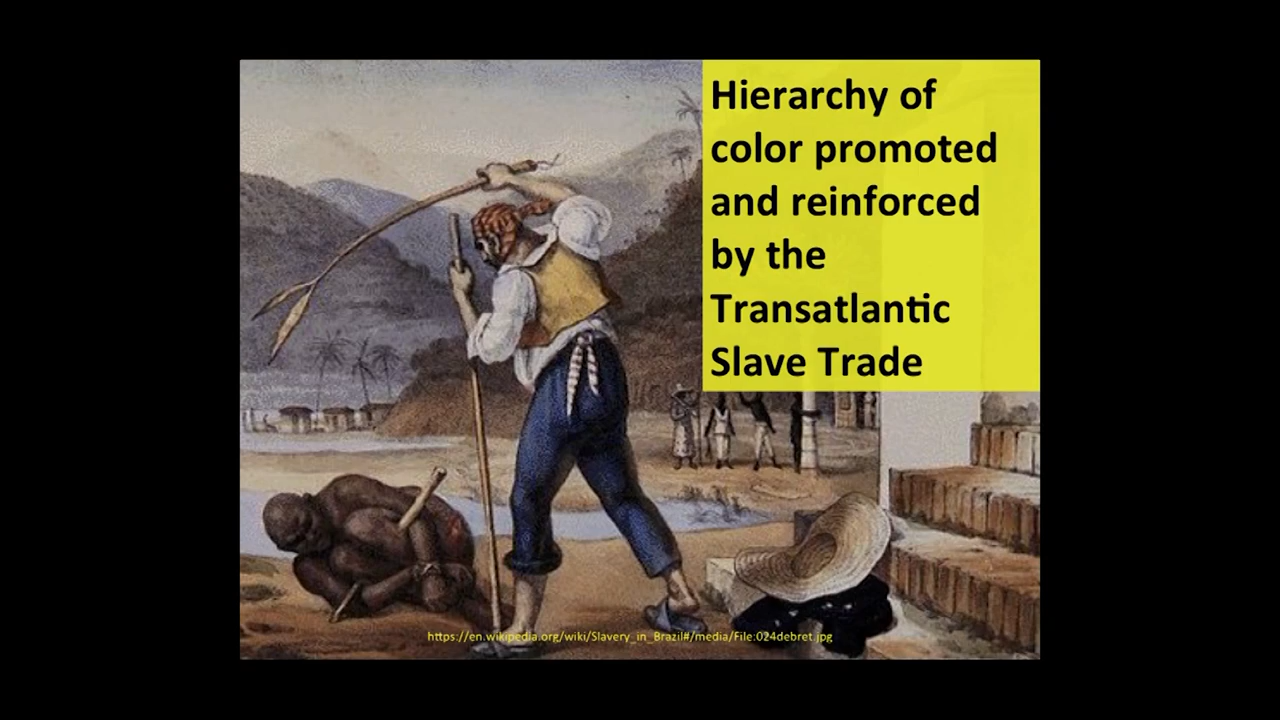 Hierarchy of
color promoted
and reinforced
by the
Transatlantic
Slave Trade
https://en.wikipedia.org/wiki/Slavery_in_Brazil#/media/File:024debret.jpg